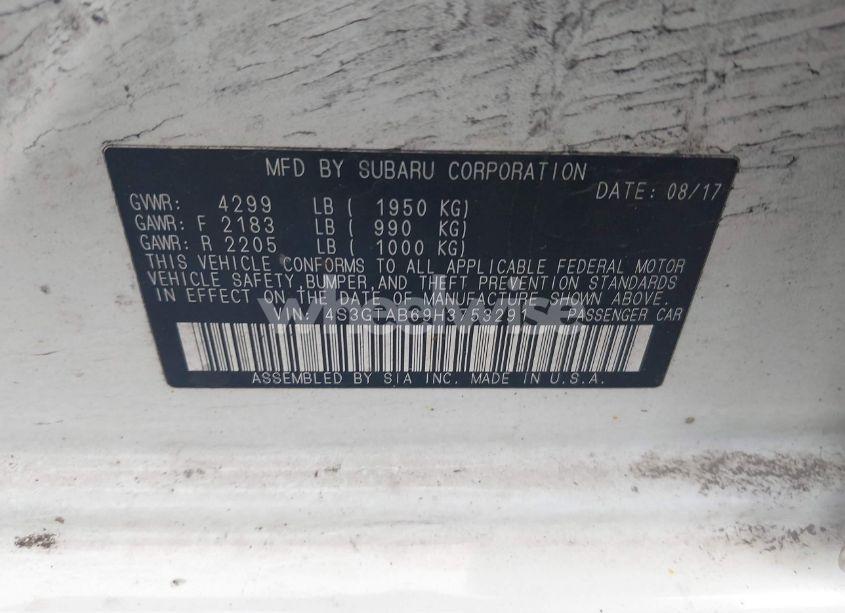 MFD BY SUBARU CORPORATION
DATE: 08/17
GVWR: 4299 LB ( 1950 KG)
GAWR: F 2183 LB ( 990 KG)
GAWR: R 2205 LB ( 1000 KG)
THIS VEHICLE CONFORMS TO ALL APPLICABLE FEDERAL MOTOR
VEHICLE SAFETY,BUMPER,AND THEFT PREVENTION STANDARDS
IN EFFECT ON THE DATE OF MANUFACTURE SHOWN ABOVE.
VIN: 4S3GTAB69H3753291 PASSENGER CAR
ASSEMBLED BY SIA INC. MADE IN U.S.A.
wheelwise